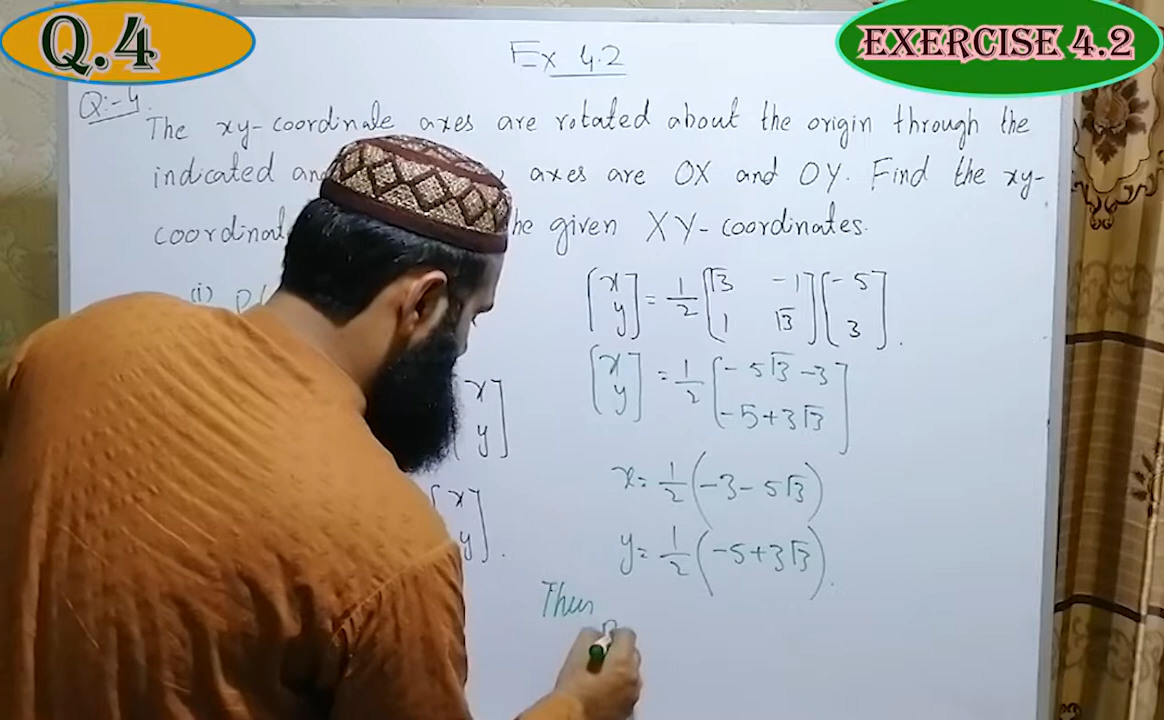 Q.4
EXERCISE 4.2
Ex 4.2
Q:-4.
The xy-coordinate axes are rotated about the origin through the
indicated axes are OX and OY. Find the xy-
given XY-coordinates.
(i) P(
[x y] = 1/2 [√3 -1 1 √3] [-5 3].
[x y] = 1/2 [-5√3 -3 -5+3√3]
[x y]
x = 1/2 (-3-5√3)
[x y].
y = 1/2 (-5+3√3).
Thus